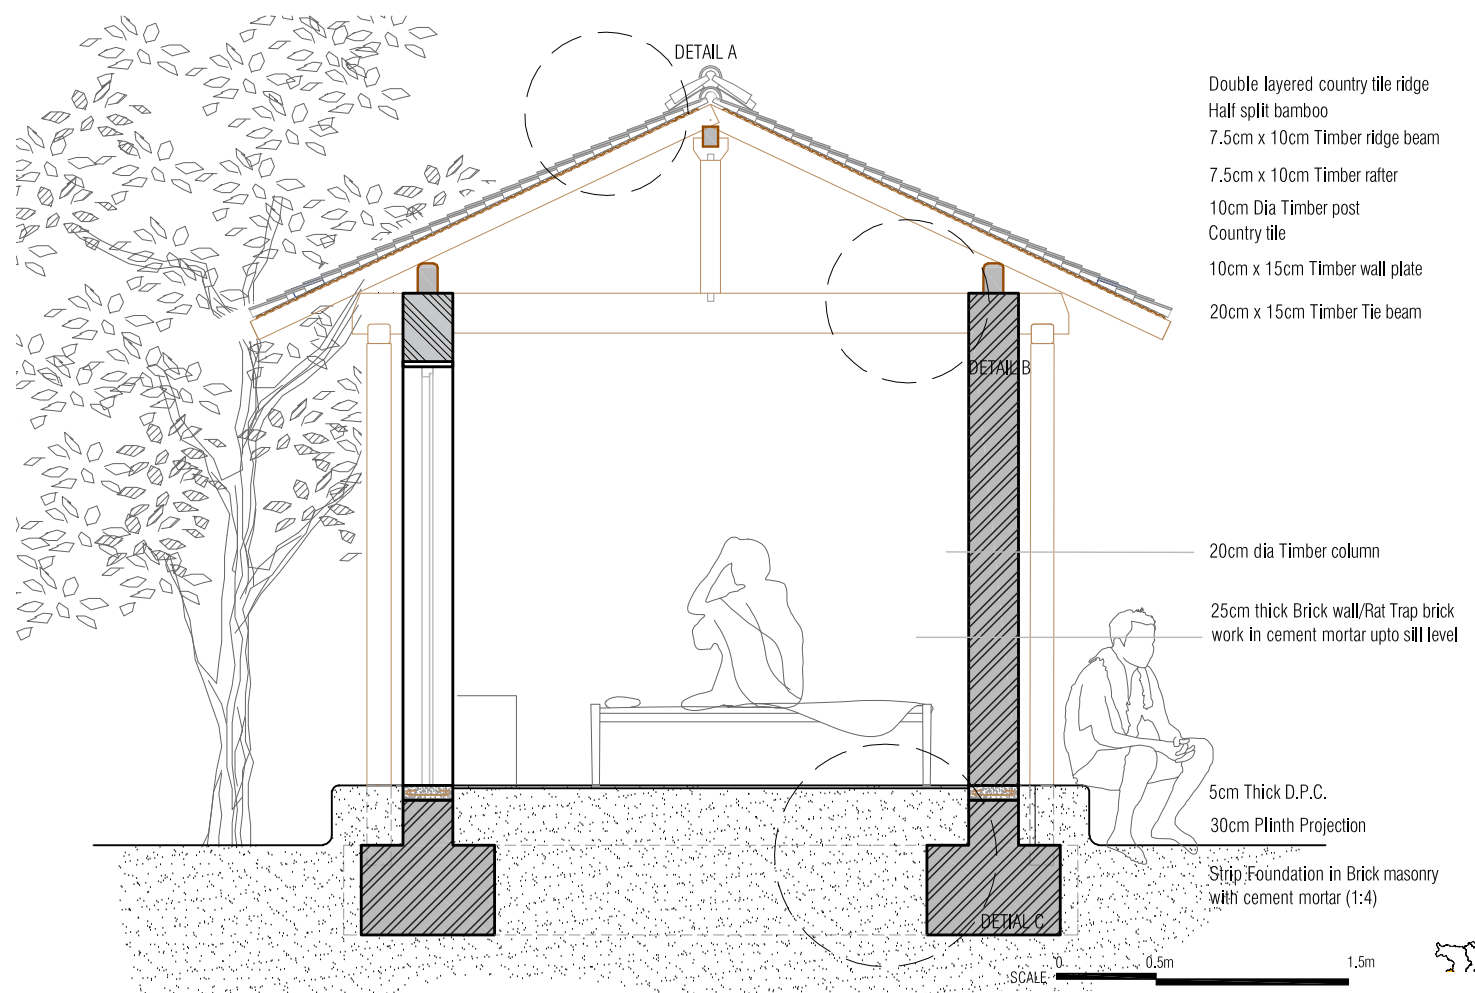 DETAIL A
Double layered country tile ridge
Half split bamboo
7.5cm x 10cm Timber ridge beam
7.5cm x 10cm Timber rafter
10cm Dia Timber post
Country tile
10cm x 15cm Timber wall plate
20cm x 15cm Timber Tie beam
DETAIL B
20cm dia Timber column
25cm thick Brick wall/Rat Trap brick
work in cement mortar upto sill level
5cm Thick D.P.C.
30cm Plinth Projection
Strip Foundation in Brick masonry
with cement mortar (1:4)
DETIAL C
SCALE 0 0.5m 1.5m